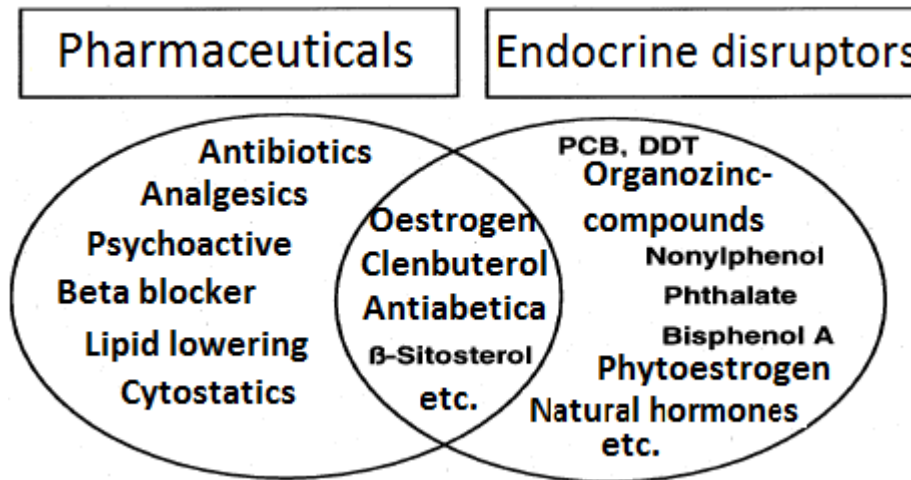 Pharmaceuticals
Endocrine disruptors
Antibiotics
Analgesics
Psychoactive
Beta blocker
Lipid lowering
Cytostatics
Oestrogen
Clenbuterol
Antiabetica
ß-Sitosterol
etc.
PCB, DDT
Organozinc-
compounds
Nonylphenol
Phthalate
Bisphenol A
Phytoestrogen
Natural hormones
etc.